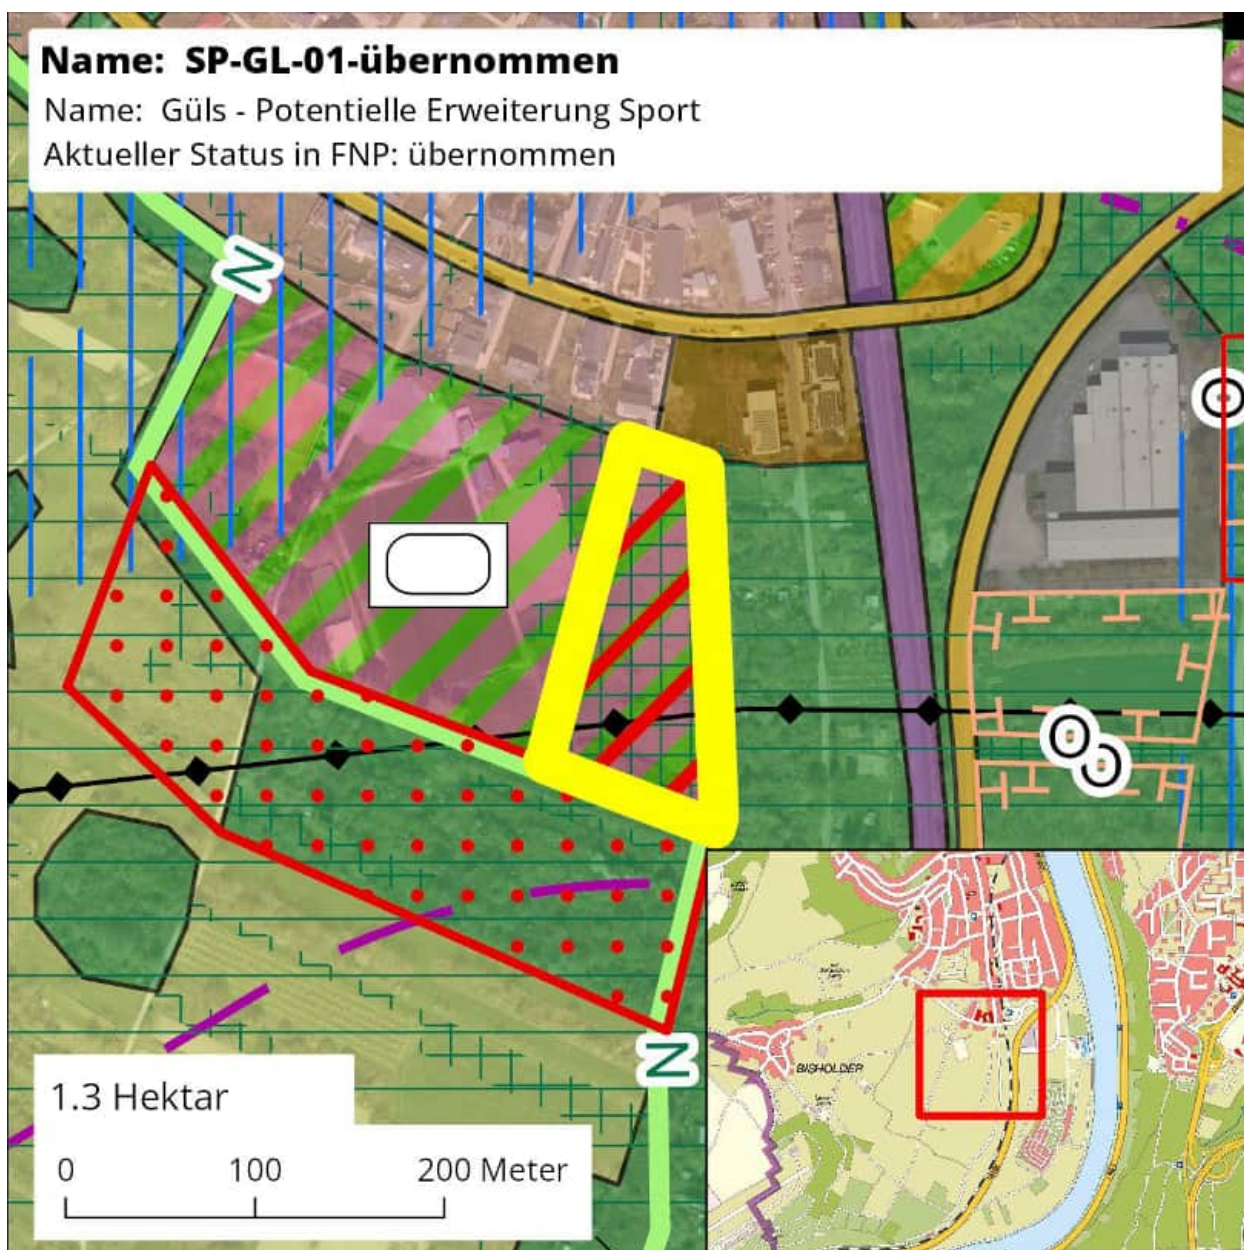 Name: SP-GL-01-übernommen
Name: Güls - Potentielle Erweiterung Sport
Aktueller Status in FNP: übernommen
N
N
BISHOLDER
1.3 Hektar
0 100 200 Meter